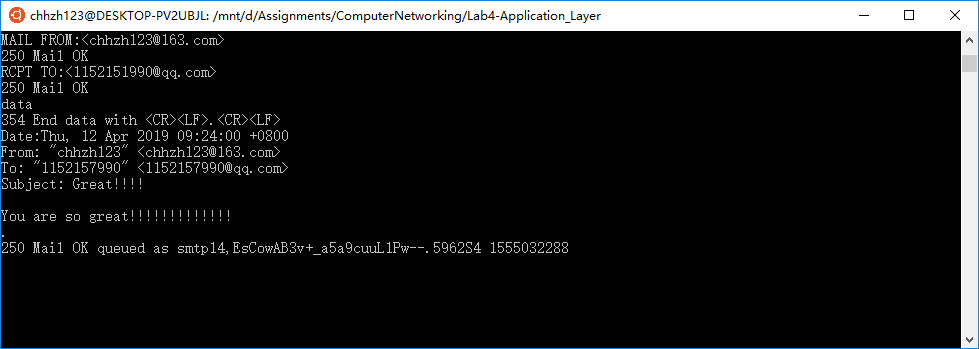 chhzh123@DESKTOP-PV2UBJL: /mnt/d/Assignments/ComputerNetworking/Lab4-Application_Layer
MAIL FROM:<chhzh123@163.com>
250 Mail OK
RCPT TO:<1152151990@qq.com>
250 Mail OK
data
354 End data with <CR><LF>.<CR><LF>
Date:Thu, 12 Apr 2019 09:24:00 +0800
From: "chhzh123" <chhzh123@163.com>
To: "1152157990" <1152157990@qq.com>
Subject: Great!!!!
You are so great!!!!!!!!!!!!!
.
250 Mail OK queued as smtp14,EsCowAB3v+_a5a9cuuL1Pw--.5962S4 1555032288